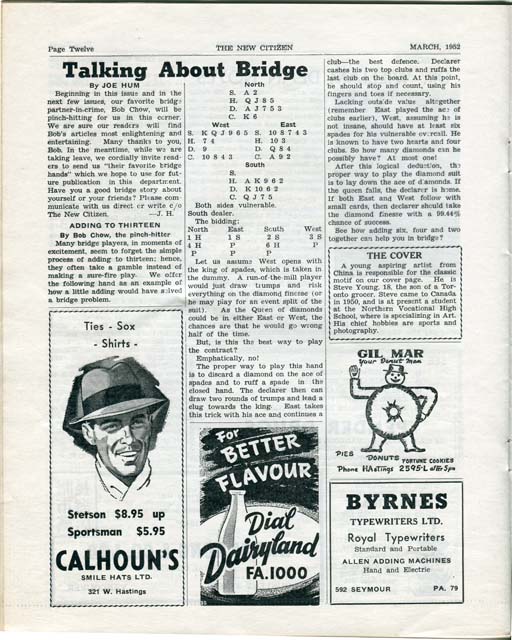 Page Twelve
THE NEW CITIZEN
MARCH, 1952
Talking About Bridge
By JOE HUM
Beginning in this issue and in the
next few issues, our favorite bridge
partner-in-crime, Bob Chow, will be
pinch-hitting for us in this corner.
We are sure our readers will find
Bob's articles most enlightening and
entertaining. Many thanks to you,
Bob. In the meantime, while we are
taking leave, we cordially invite read-
ers to send us "their favorite bridge
hands" which we hope to use for fut-
ure publication in this department.
Have you a good bridge story about
yourself or your friends? Please com-
municate with us direct or write c/o
The New Citizen. —J. H.
ADDING TO THIRTEEN
By Bob Chow, the pinch-hitter
Many bridge players, in moments of
excitement, seem to forget the simple
process of adding to thirteen; hence,
they often take a gamble instead of
making a sure-fire play. We offer
the following hand as an example of
how a little adding would have solved
a bridge problem.
North
S. A 2
H. Q J 8 5
D. A J 7 5 3
C. K 6
West East
S. K Q J 9 6 5 S. 10 8 7 4 3
H. 7 4 H. 10 3
D. 9 D. Q 8 4
C. 10 8 4 3 C. A 9 2
South
S.
H. A K 9 6 2
D. K 10 6 2
C. Q J 7 5
Both sides vulnerable.
South dealer.
The bidding:
North East South West
1 H 1 S 2 S 3 S
4 H P 6 H P
P P P
Let us assume West opens with
the king of spades, which is taken in
the dummy. A run-of-the-mill player
would just draw trumps and risk
everything on the diamond finesse (or
he may play for an event split of the
suit). As the Queen of diamonds
could be in either East or West, the
chances are that he would go wrong
half of the time.
But, is this the best way to play
the contract?
Emphatically, no!
The proper way to play this hand
is to discard a diamond on the ace of
spades and to ruff a spade in the
closed hand. The declarer then can
draw two rounds of trumps and lead a
clug towards the king. East takes
this trick with his ace and continues a
club—the best defence. Declarer
cashes his two top clubs and ruffs the
last club on the board. At this point,
he should stop and count, using his
fingers and toes if necessary.
Lacking outside value altogether
(remember East played the ace of
clubs earlier), West, assuming he is
not insane, should have at least six
spades for his vulnerable overcall. He
is known to have two hearts and four
clubs. So how many diamonds can he
possibly have? At most one!
After this logical deduction, the
proper way to play the diamond suit
is to lay down the ace of diamonds. If
the queen falls, the declarer is home.
If both East and West follow with
small cards, then declarer should take
the diamond finesse with a 99.44%
chance of success.
See how adding six, four and two
together can help you in bridge?
THE COVER
A young aspiring artist from
China is responsible for the classic
motif on our cover page. He is
Steve Young, 18, the son of a Tor-
onto grocer. Steve came to Canada
in 1950, and is at present a student
at the Northern Vocational High
School, where is specializing in Art.
His chief hobbies are sports and
photography.
Ties - Sox
- Shirts -
Stetson $8.95 up
Sportsman $5.95
CALHOUN'S
SMILE HATS LTD.
321 W. Hastings
For
BETTER
FLAVOUR
Dial
Dairyland
FA.1000
GIL MAR
Your Donut Man
PIES DONUTS FORTUNE COOKIES
Phone HAstings 2595-L after 5pm
BYRNES
TYPEWRITERS LTD.
Royal Typewriters
Standard and Portable
ALLEN ADDING MACHINES
Hand and Electric
592 SEYMOUR PA. 79